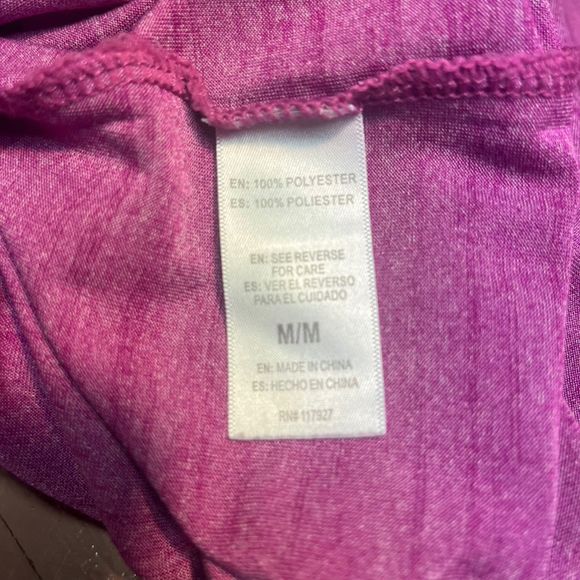 EN: 100% POLYESTER
ES: 100% POLIESTER
EN: SEE REVERSE
FOR CARE
ES: VER EL REVERSO
PARA EL CUIDADO
M/M
EN: MADE IN CHINA
ES: HECHO EN CHINA
RN# 117927